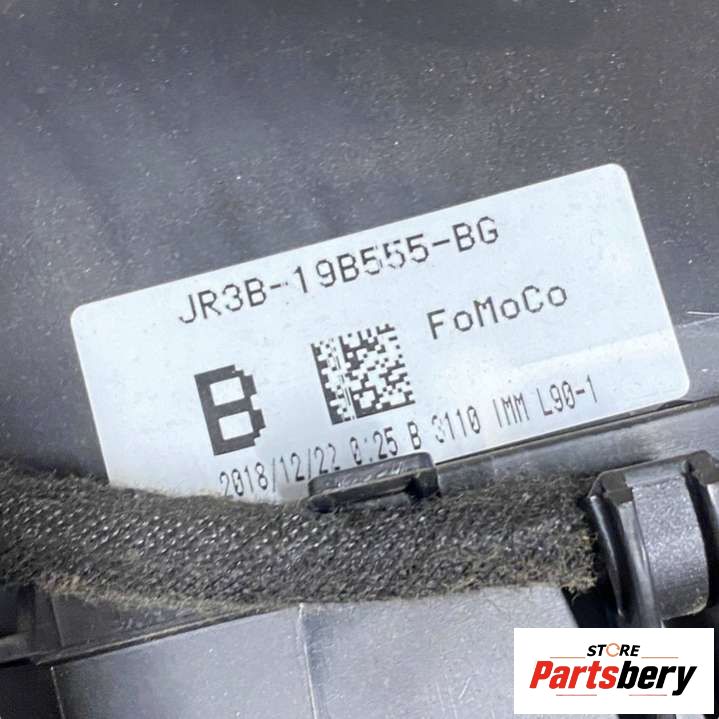 JR3B-19B555-BG
FoMoCo
B
2018/12/22 0:25 B 3110 IMM L90-1
STORE
Partsbery